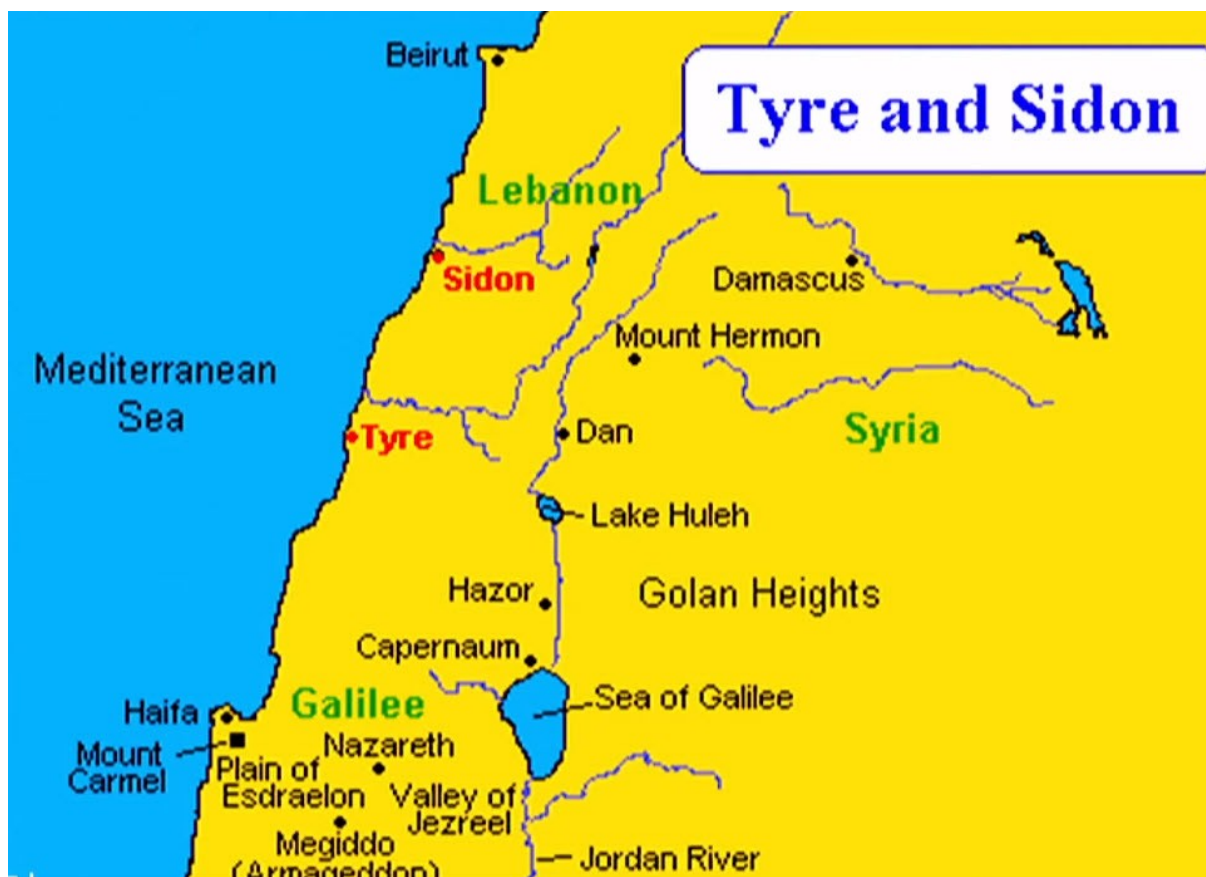 Beirut
Tyre and Sidon
Lebanon
Sidon
Damascus
Mount Hermon
Mediterranean
Sea
Syria
Tyre
Dan
Lake Huleh
Hazor
Golan Heights
Capernaum
Sea of Galilee
Galilee
Haifa
Mount
Carmel
Nazareth
Plain of
Esdraelon
Valley of
Jezreel
Megiddo
(Armageddon)
Jordan River